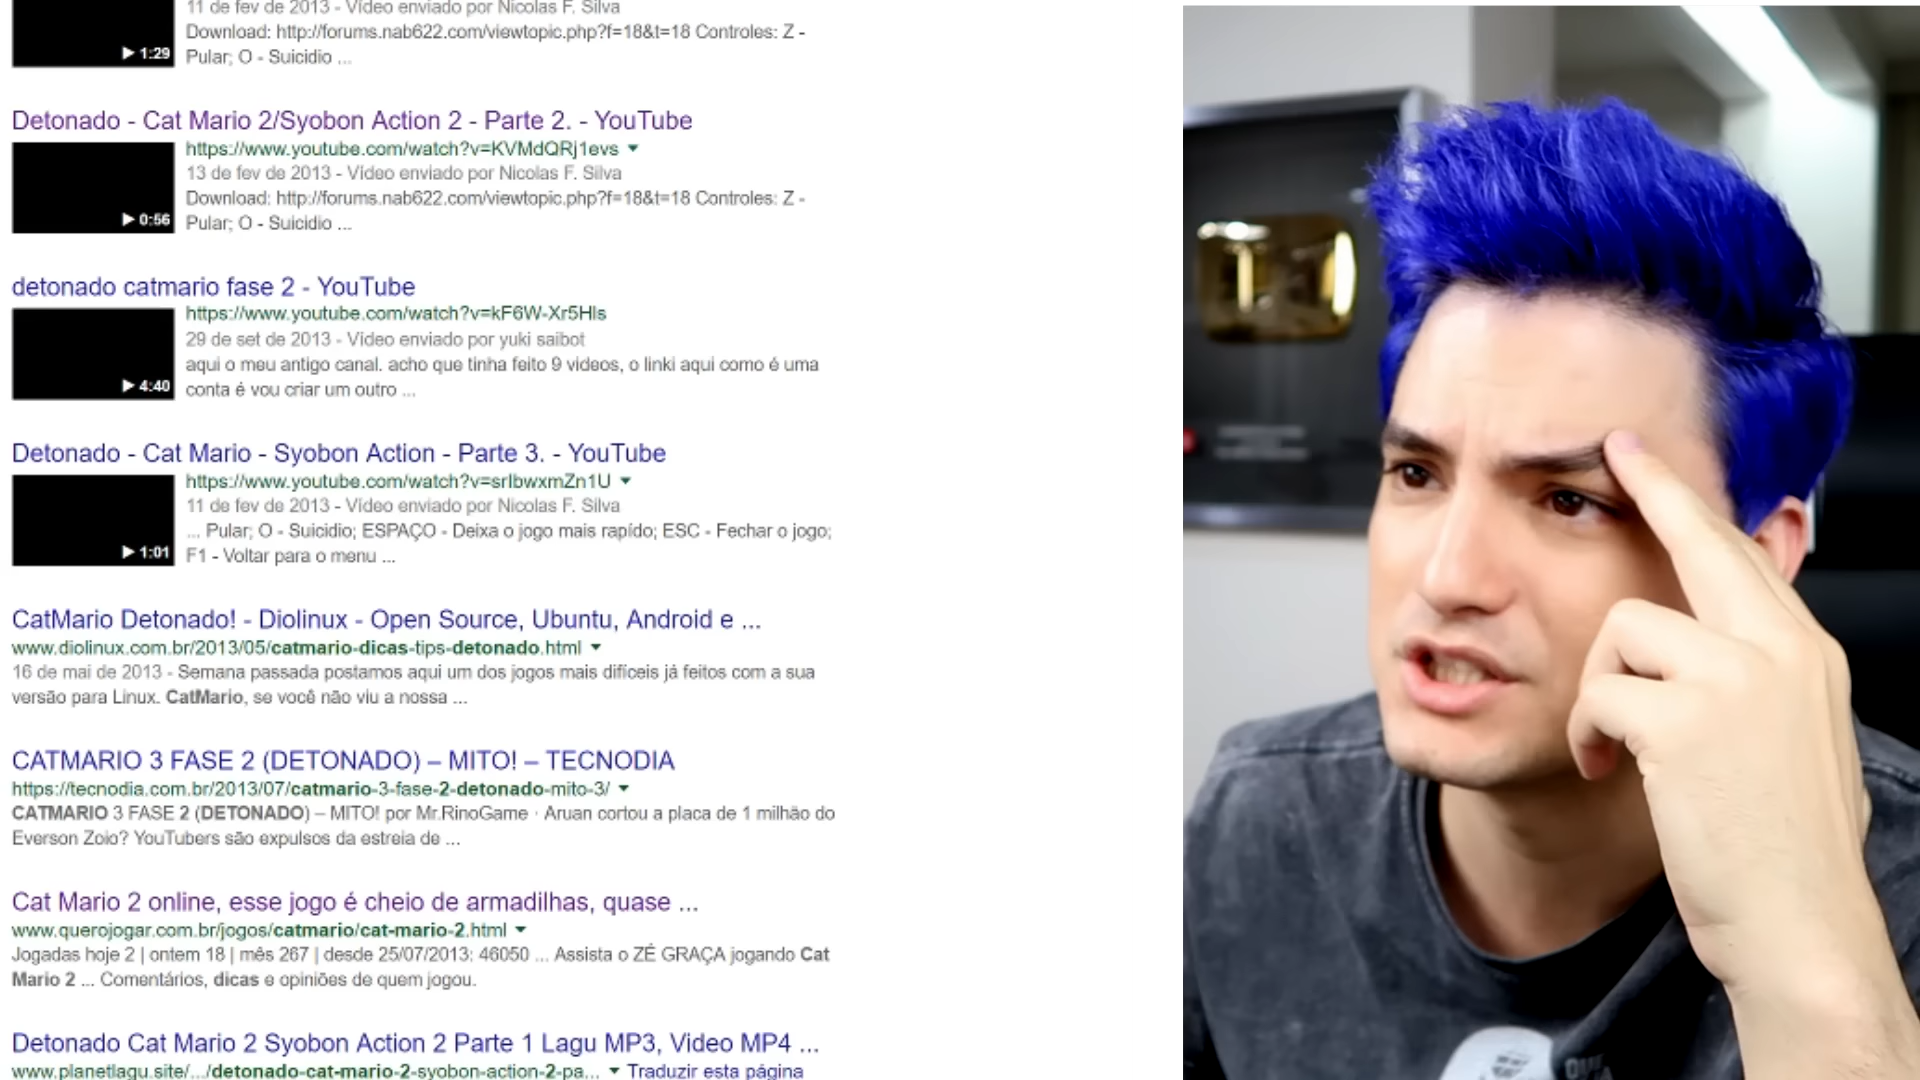 11 de fev de 2013 - Vídeo enviado por Nicolas F. Silva
Download: http://forums.nab622.com/viewtopic.php?f=18&t=18 Controles: Z -
Pular; O - Suicidio ...
1:29
Detonado - Cat Mario 2/Syobon Action 2 - Parte 2. - YouTube
https://www.youtube.com/watch?v=KVMdQRj1evs
13 de fev de 2013 - Vídeo enviado por Nicolas F. Silva
Download: http://forums.nab622.com/viewtopic.php?f=18&t=18 Controles: Z -
Pular; O - Suicidio ...
0:56
detonado catmario fase 2 - YouTube
https://www.youtube.com/watch?v=kF6W-Xr5HIs
29 de set de 2013 - Vídeo enviado por yuki saibot
aqui o meu antigo canal. acho que tinha feito 9 videos, o linki aqui como é uma
conta é vou criar um outro ...
4:40
Detonado - Cat Mario - Syobon Action - Parte 3. - YouTube
https://www.youtube.com/watch?v=srIbwxmZn1U
11 de fev de 2013 - Vídeo enviado por Nicolas F. Silva
... Pular; O - Suicidio; ESPAÇO - Deixa o jogo mais rapído; ESC - Fechar o jogo;
F1 - Voltar para o menu ...
1:01
CatMario Detonado! - Diolinux - Open Source, Ubuntu, Android e ...
www.diolinux.com.br/2013/05/catmario-dicas-tips-detonado.html
16 de mai de 2013 - Semana passada postamos aqui um dos jogos mais difíceis já feitos com a sua
versão para Linux. CatMario, se você não viu a nossa ...
CATMARIO 3 FASE 2 (DETONADO) – MITO! – TECNODIA
https://tecnodia.com.br/2013/07/catmario-3-fase-2-detonado-mito-3/
CATMARIO 3 FASE 2 (DETONADO) – MITO! por Mr.RinoGame · Aruan cortou a placa de 1 milhão do
Everson Zoio? YouTubers são expulsos da estreia de ...
Cat Mario 2 online, esse jogo é cheio de armadilhas, quase ...
www.querojogar.com.br/jogos/catmario/cat-mario-2.html
Jogadas hoje 2 | ontem 18 | mês 267 | desde 25/07/2013: 46050 ... Assista o ZÉ GRAÇA jogando Cat
Mario 2 ... Comentários, dicas e opiniões de quem jogou.
Detonado Cat Mario 2 Syobon Action 2 Parte 1 Lagu MP3, Video MP4 ...
www.planetlagu.site/.../detonado-cat-mario-2-syobon-action-2-pa... Traduzir esta página